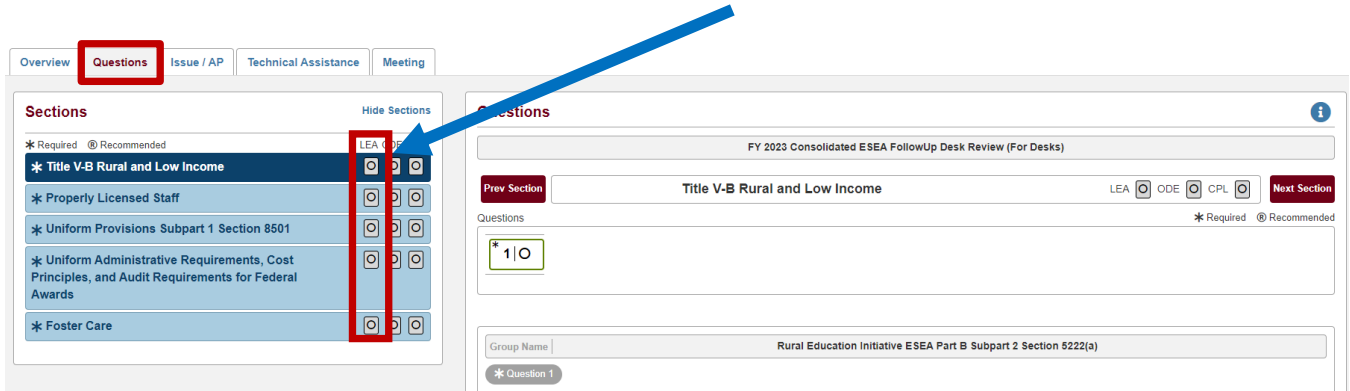 Overview Questions Issue / AP Technical Assistance Meeting
Sections Hide Sections
* Required ® Recommended LEA
* Title V-B Rural and Low Income O O O
* Properly Licensed Staff O O O
* Uniform Provisions Subpart 1 Section 8501 O O O
* Uniform Administrative Requirements, Cost O O O
Principles, and Audit Requirements for Federal
Awards
* Foster Care O O O
Questions i
FY 2023 Consolidated ESEA FollowUp Desk Review (For Desks)
Prev Section Title V-B Rural and Low Income LEA O ODE O CPL O Next Section
Questions * Required ® Recommended
* 1|O
Group Name Rural Education Initiative ESEA Part B Subpart 2 Section 5222(a)
* Question 1